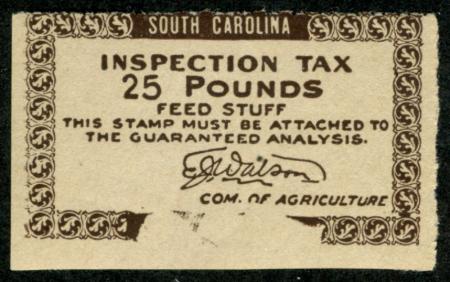 SOUTH CAROLINA
INSPECTION TAX
25 POUNDS
FEED STUFF
THIS STAMP MUST BE ATTACHED TO
THE GUARANTEED ANALYSIS.
E J Watson
COM. OF AGRICULTURE